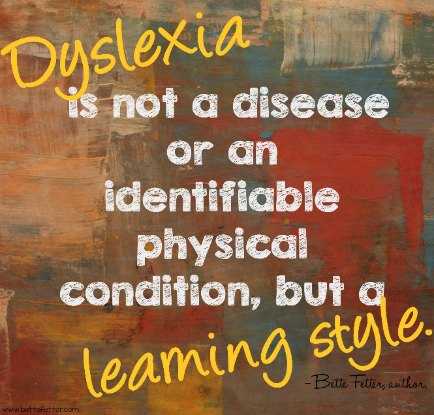 Dyslexia
is not a disease
or an
identifiable
physical
condition, but a
learning style.
-Bette Fetter, author.
www.bettefetter.com